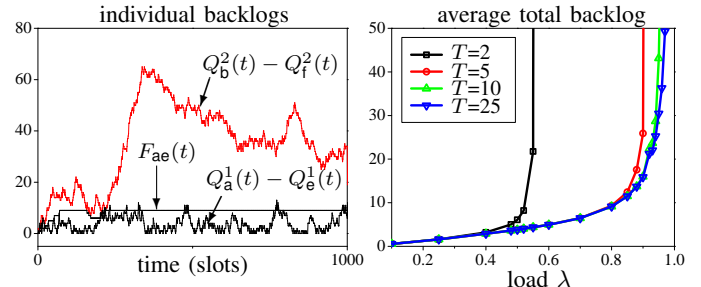 individual backlogs
80
60
40
20
0
0
1000
time (slots)
Q_b^2(t) − Q_f^2(t)
F_ae(t)
Q_a^1(t) − Q_e^1(t)
average total backlog
50
40
30
20
10
0
0.2
0.4
0.6
0.8
1.0
load λ
T=2
T=5
T=10
T=25